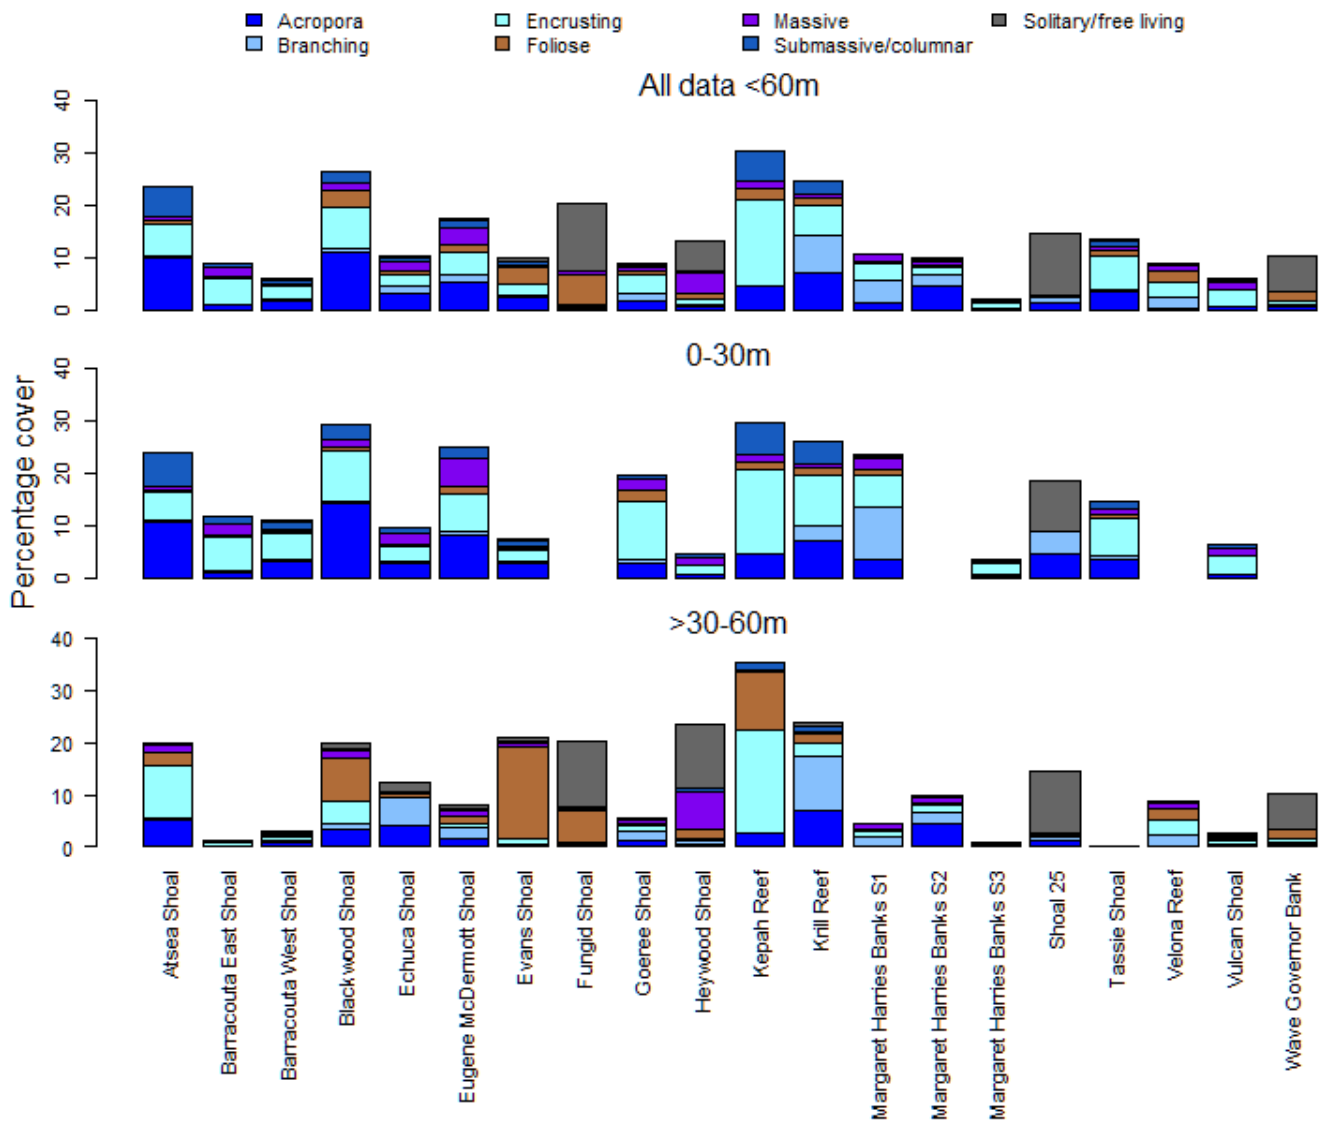 Acropora Encrusting Massive Solitary/free living
Branching Foliose Submassive/columnar
All data <60m
40
30
20
10
0
0-30m
40
30
20
10
0
Percentage cover
>30-60m
40
30
20
10
0
Atsea Shoal
Barracouta East Shoal
Barracouta West Shoal
Blackwood Shoal
Echuca Shoal
Eugene McDermott Shoal
Evans Shoal
Fungid Shoal
Goeree Shoal
Heywood Shoal
Kepah Reef
Krill Reef
Margaret Harries Banks S1
Margaret Harries Banks S2
Margaret Harries Banks S3
Shoal 25
Tassie Shoal
Velona Reef
Vulcan Shoal
Wave Governor Bank